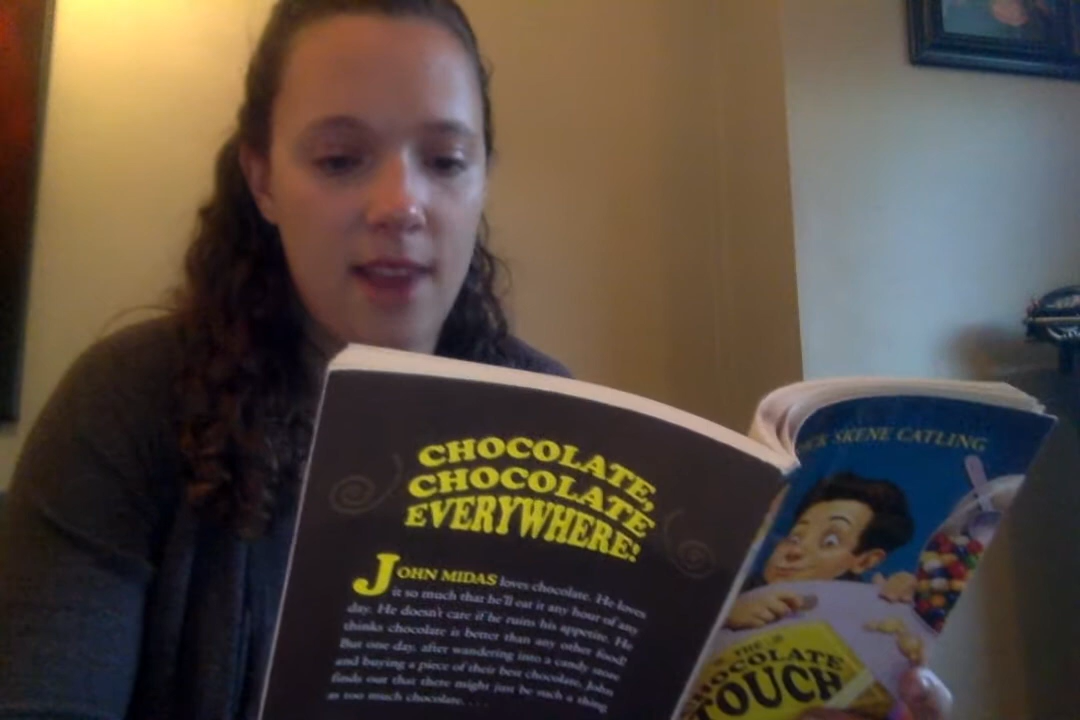 CHOCOLATE,
CHOCOLATE
EVERYWHERE!
JOHN MIDAS loves chocolate. He loves
it so much that he'll eat it any hour of any
day. He doesn't care if he ruins his appetite. He
thinks chocolate is better than any other food!
But one day, after wandering into a candy store
and buying a piece of their best chocolate, John
finds out that there might just be such a thing
as too much chocolate. . . .
SKENE CATLING
THE
CHOCOLATE
TOUCH